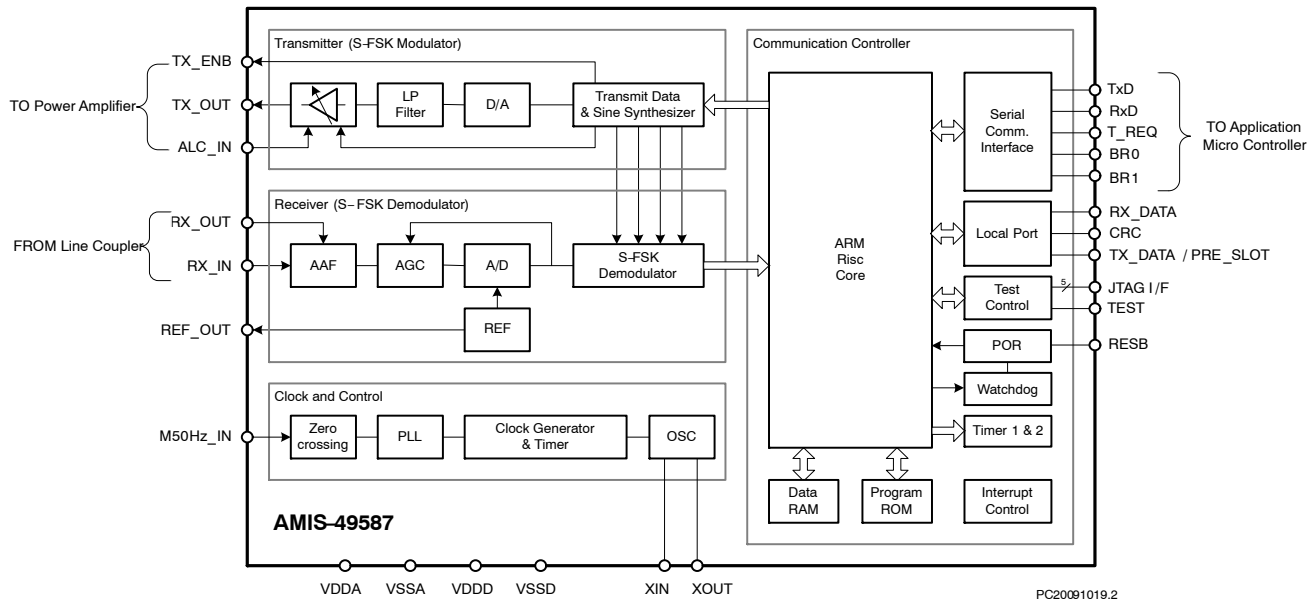 Transmitter (S-FSK Modulator)
Communication Controller
TO Power Amplifier
TX_ENB
TX_OUT
ALC_IN
LP
Filter
D/A
Transmit Data
& Sine Synthesizer
Receiver (S-FSK Demodulator)
FROM Line Coupler
RX_OUT
RX_IN
REF_OUT
AAF
AGC
A/D
REF
S-FSK
Demodulator
Clock and Control
M50Hz_IN
Zero
crossing
PLL
Clock Generator
& Timer
OSC
ARM
Risc
Core
Serial
Comm.
Interface
TxD
RxD
T_REQ
BR0
BR1
TO Application
Micro Controller
Local Port
RX_DATA
CRC
TX_DATA / PRE_SLOT
Test
Control
5
JTAG I/F
TEST
POR
RESB
Watchdog
Timer 1 & 2
Data
RAM
Program
ROM
Interrupt
Control
AMIS-49587
VDDA
VSSA
VDDD
VSSD
XIN
XOUT
PC20091019.2